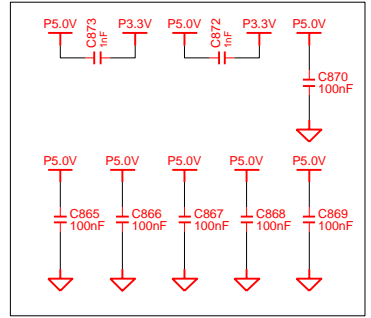 P5.0V C873 1nF P3.3V P5.0V C872 1nF P3.3V P5.0V
C870
100nF
P5.0V P5.0V P5.0V P5.0V P5.0V
C865 C866 C867 C868 C869
100nF 100nF 100nF 100nF 100nF